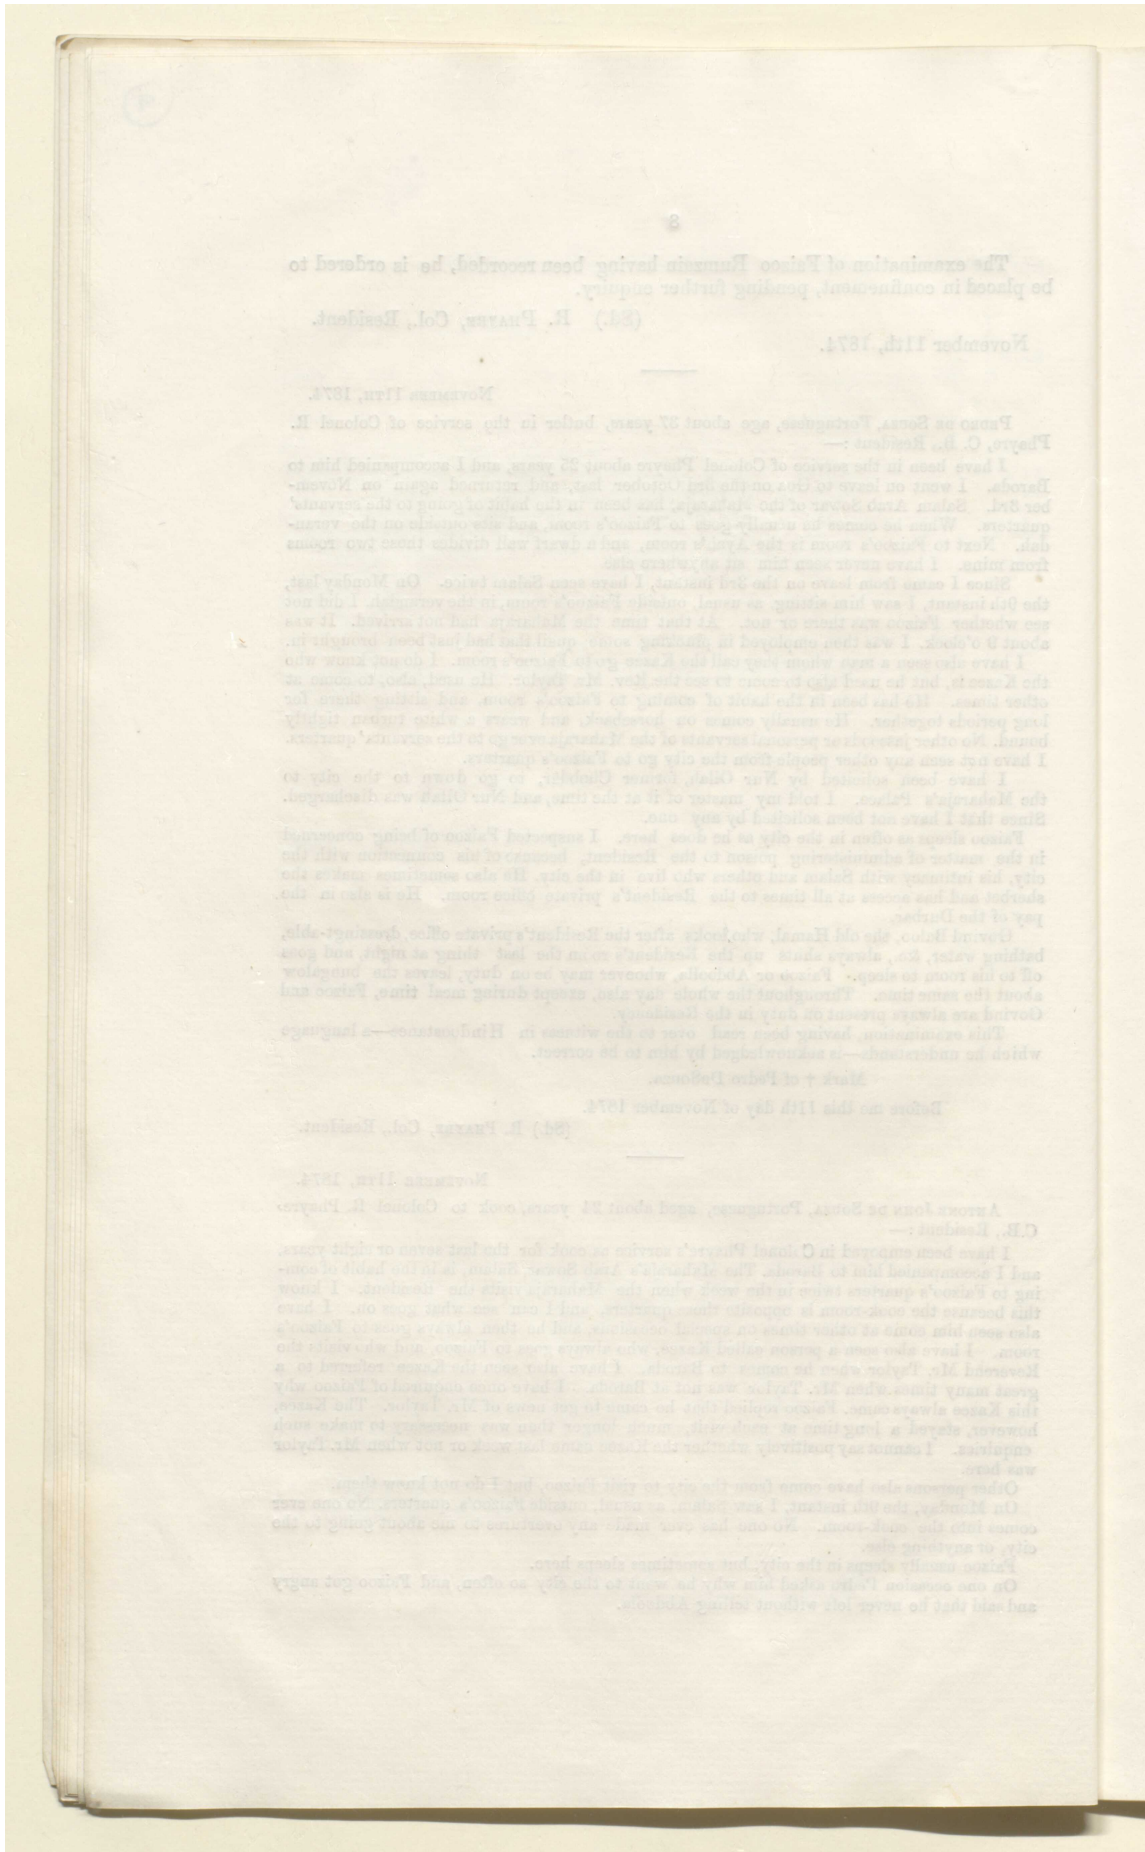 8
The examination of Faizoo Rumzain having been recorded, he is ordered to
be placed in confinement, pending further enquiry.
(Sd.) R. PHAYRE, Col., Resident.
November 11th, 1874.
NOVEMBER 11TH, 1874.
PEDRO DE SOUZA, Portuguese, age about 37 years, butler in the service of Colonel R.
Phayre, C. B., Resident :—
I have been in the service of Colonel Phayre about 25 years, and I accompanied him to
Baroda. I went on leave to Goa on the 3rd October last, and returned again on Novem-
ber 3rd. Salam Arab Sowar of the Maharaja, has been in the habit of going to the servants'
quarters. When he comes he usually goes to Faizoo's room, and sits outside on the veran-
dah. Next to Faizoo's room is the Ayah's room, and a dwarf wall divides these two rooms
from mine. I have never seen him sit anywhere else.
Since I came from leave on the 3rd instant, I have seen Salam twice. On Monday last,
the 9th instant, I saw him sitting, as usual, outside Faizoo's room, in the verandah. I did not
see whether Faizoo was there or not. At that time the Maharaja had not arrived. It was
about 9 o'clock. I was then employed in plucking some quail that had just been brought in.
I have also seen a man whom they call the Kazee go to Faizoo's room. I do not know who
the Kazee is, but he used also to come to see the Rev. Mr. Taylor. He used, also, to come at
other times. He has been in the habit of coming to Faizoo's room, and sitting there for
long periods together. He usually comes on horseback, and wears a white turban tightly
bound. No other jasoods or personal servants of the Maharaja ever go to the servants' quarters.
I have not seen any other people from the city go to Faizoo's quarters.
I have been solicited by Nur Ollah, former Chobdar, to go down to the city to
the Maharaja's Palace. I told my master of it at the time, and Nur Ollah was discharged.
Since that I have not been solicited by any one.
Faizoo sleeps as often in the city as he does here. I suspected Faizoo of being concerned
in the matter of administering poison to the Resident, because of his connection with the
city, his intimacy with Salam and others who live in the city. He also sometimes makes the
sherbet and has access at all times to the Resident's private office room. He is also in the
pay of the Durbar.
Govind Baloo, the old Hamal, who looks after the Resident's private office, dressing-table,
bathing water, &c., always shuts up the Resident's room the last thing at night, and goes
off to his room to sleep. Faizoo or Abdoola, whoever may be on duty, leaves the bungalow
about the same time. Throughout the whole day also, except during meal time, Faizoo and
Govind are always present on duty in the Residency.
This examination, having been read over to the witness in Hindoostanee—a language
which he understands—is acknowledged by him to be correct.
Mark † of Pedro DeSouza.
Before me this 11th day of November 1874.
(Sd.) R. PHAYRE, Col., Resident.
NOVEMBER 11TH, 1874.
JOHN DE SOUZA, Portuguese, aged about 24 years, cook to Colonel R. Phayre,
C.B., Resident :—
I have been employed in Colonel Phayre's service as cook for the last seven or eight years,
and I accompanied him to Baroda. The Maharaja's Arab Sowar, Salam, is in the habit of com-
ing to Faizoo's quarters twice in the week when the Maharaja visits the Resident. I know
this because the cook-room is opposite these quarters, and I can see what goes on. I have
also seen him come at other times on special occasions, and he then always goes to Faizoo's
room. I have also seen a person called Kazee, who always goes to Faizoo, and who visits the
Reverend Mr. Taylor when he comes to Baroda. I have also seen the Kazee referred to a
great many times when Mr. Taylor was not at Baroda. I have once enquired of Faizoo why
this Kazee always came. Faizoo replied that he came to get news of Mr. Taylor. The Kazee,
however, stayed a long time at each visit, much longer than was necessary to make such
enquiries. I cannot say positively whether the Kazee came last week or not when Mr. Taylor
was here.
Other persons also have come from the city to visit Faizoo, but I do not know them.
On Monday, the 9th instant, I saw Salam, as usual, outside Faizoo's quarters. No one ever
comes into the cook-room. No one has ever made any overtures to me about going to the
city, or anything else.
Faizoo usually sleeps in the city; but sometimes sleeps here.
On one occasion Pedro asked him why he went to the city so often, and Faizoo got angry
and said that he never left without telling Abdoola.